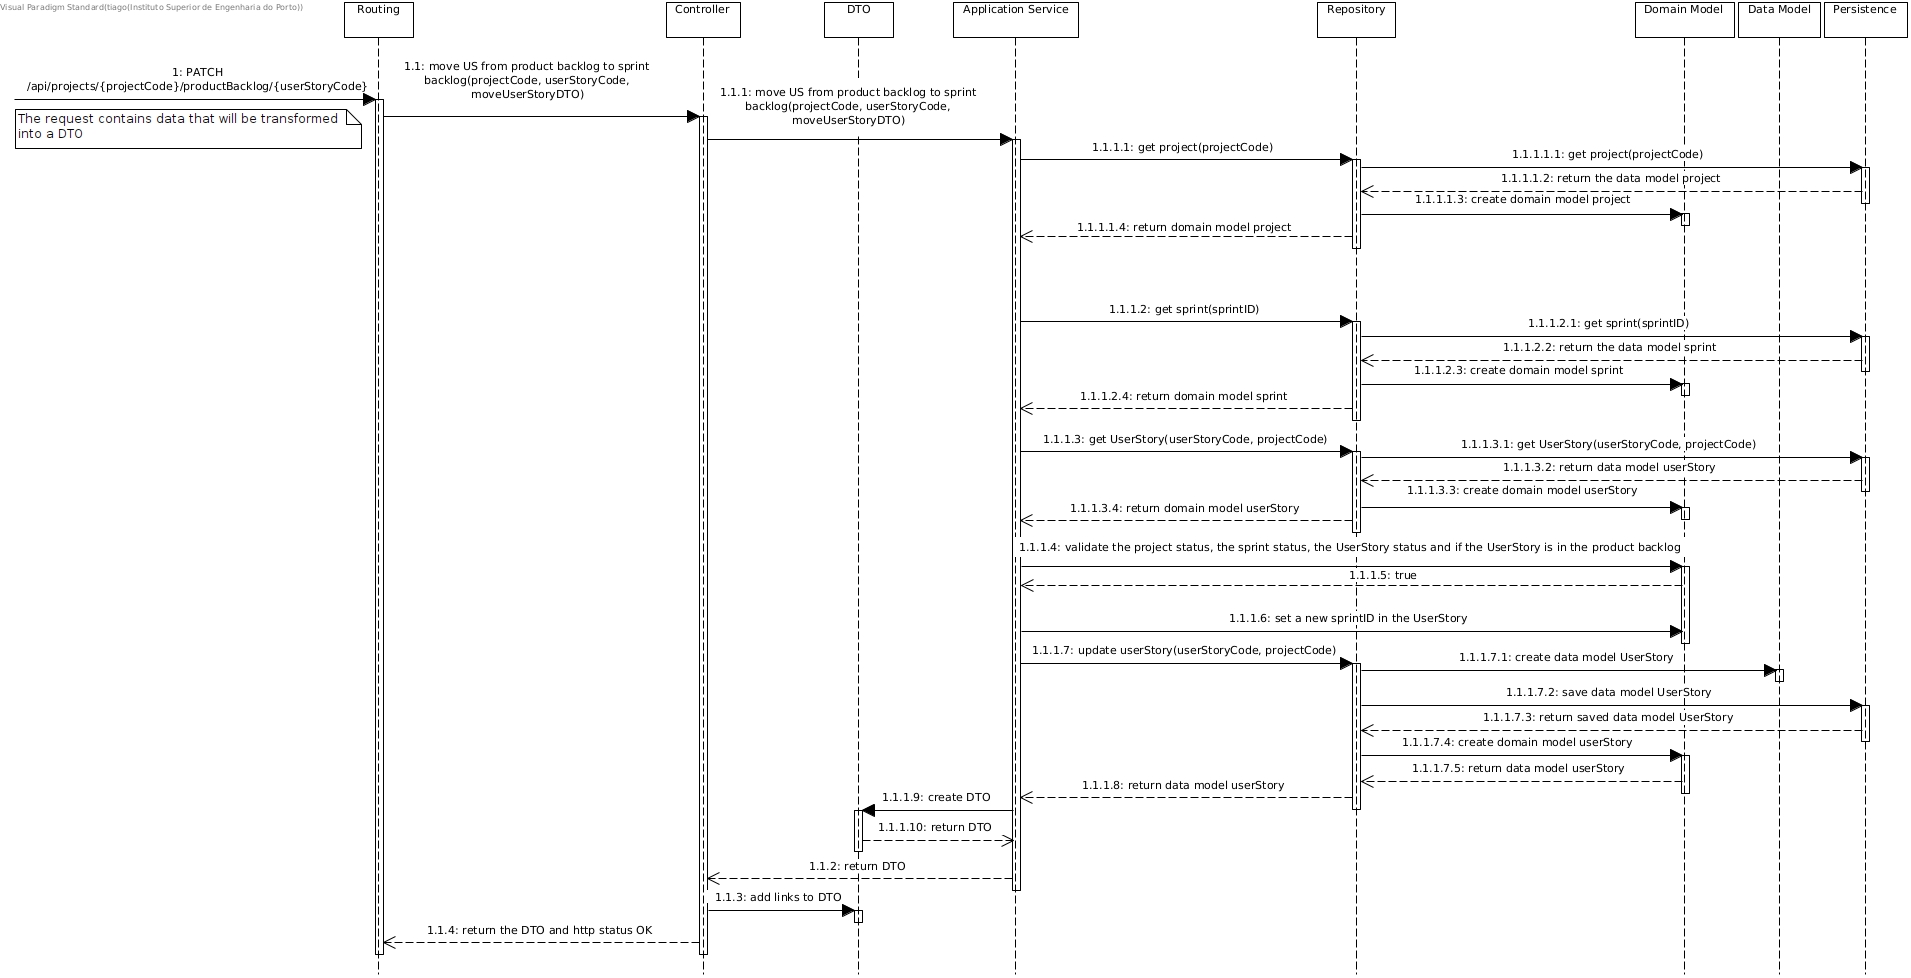 Visual Paradigm Standard(tiago(Instituto Superior de Engenharia do Porto))
Routing
Controller
DTO
Application Service
Repository
Domain Model
Data Model
Persistence
1: PATCH
/api/projects/{projectCode}/productBacklog/{userStoryCode}
The request contains data that will be transformed
into a DTO
1.1: move US from product backlog to sprint
backlog(projectCode, userStoryCode,
moveUserStoryDTO)
1.1.1: move US from product backlog to sprint
backlog(projectCode, userStoryCode,
moveUserStoryDTO)
1.1.1.1: get project(projectCode)
1.1.1.1.1: get project(projectCode)
1.1.1.1.2: return the data model project
1.1.1.1.3: create domain model project
1.1.1.1.4: return domain model project
1.1.1.2: get sprint(sprintID)
1.1.1.2.1: get sprint(sprintID)
1.1.1.2.2: return the data model sprint
1.1.1.2.3: create domain model sprint
1.1.1.2.4: return domain model sprint
1.1.1.3: get UserStory(userStoryCode, projectCode)
1.1.1.3.1: get UserStory(userStoryCode, projectCode)
1.1.1.3.2: return data model userStory
1.1.1.3.3: create domain model userStory
1.1.1.3.4: return domain model userStory
1.1.1.4: validate the project status, the sprint status, the UserStory status and if the UserStory is in the product backlog
1.1.1.5: true
1.1.1.6: set a new sprintID in the UserStory
1.1.1.7: update userStory(userStoryCode, projectCode)
1.1.1.7.1: create data model UserStory
1.1.1.7.2: save data model UserStory
1.1.1.7.3: return saved data model UserStory
1.1.1.7.4: create domain model userStory
1.1.1.7.5: return data model userStory
1.1.1.8: return data model userStory
1.1.1.9: create DTO
1.1.1.10: return DTO
1.1.2: return DTO
1.1.3: add links to DTO
1.1.4: return the DTO and http status OK